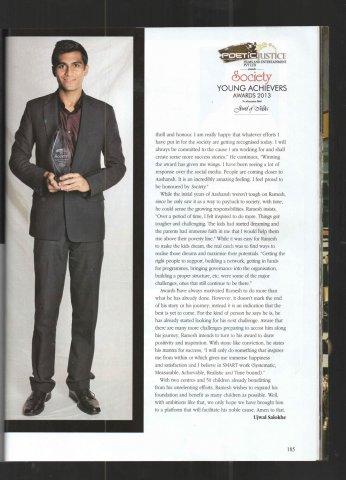 POETIC JUSTICE
FILMS AND ENTERTAINMENT
PVT LTD
Society
YOUNG ACHIEVERS
AWARDS 2013
thrill and honour. I am really happy that whatever efforts I
have put in for the society are getting recognised today. I will
always be committed to the cause I am working for and shall
create some more success stories." He continues, "Winning
the award has given me wings. I have been seeing a lot of
response over the social media. People are coming closer to
Aashansh. It is an incredibly amazing feeling. I feel proud to
be honoured by Society."
While the initial years of Aashansh weren't tough on Ramesh,
since he only saw it as a way to payback to society, with time,
he could sense the growing responsibilities. Ramesh insists,
"Over a period of time, I felt inspired to do more. Things got
tougher and challenging. The kids had started dreaming and
the parents had immense faith in me that I would help them
rise above their poverty line." While it was easy for Ramesh
to make the kids dream, the real catch was to find ways to
realise those dreams and maximise their potentials. "Getting the
right people to support, building a network, getting in funds
for programmes, bringing governance into the organisation,
building a proper structure, etc. were some of the major
challenges, ones that still continue to be there."
Awards have always motivated Ramesh to do more than
what he has already done. However, it doesn't mark the end
of his story or his journey; instead it is an indication that the
best is yet to come. For the kind of person he says he is, he
has already started looking for his next challenge. Aware that
there are many more challenges preparing to accost him along
his journey, Ramesh intends to turn to his award to draw
positivity and inspiration. With stone like conviction, he states
his mantra for success, "I will only do something that inspires
me from within or which gives me immense happiness
and satisfaction and I believe in SMART work (Systematic,
Measurable, Achievable, Realistic and Time bound)."
With two centres and 50 children already benefitting
from his unrelenting efforts, Ramesh wishes to expand his
foundation and benefit as many children as possible. Well,
with ambitions like that, we only hope we have brought him
to a platform that will facilitate his noble cause. Amen to that.
Ujwal Salokhe
185